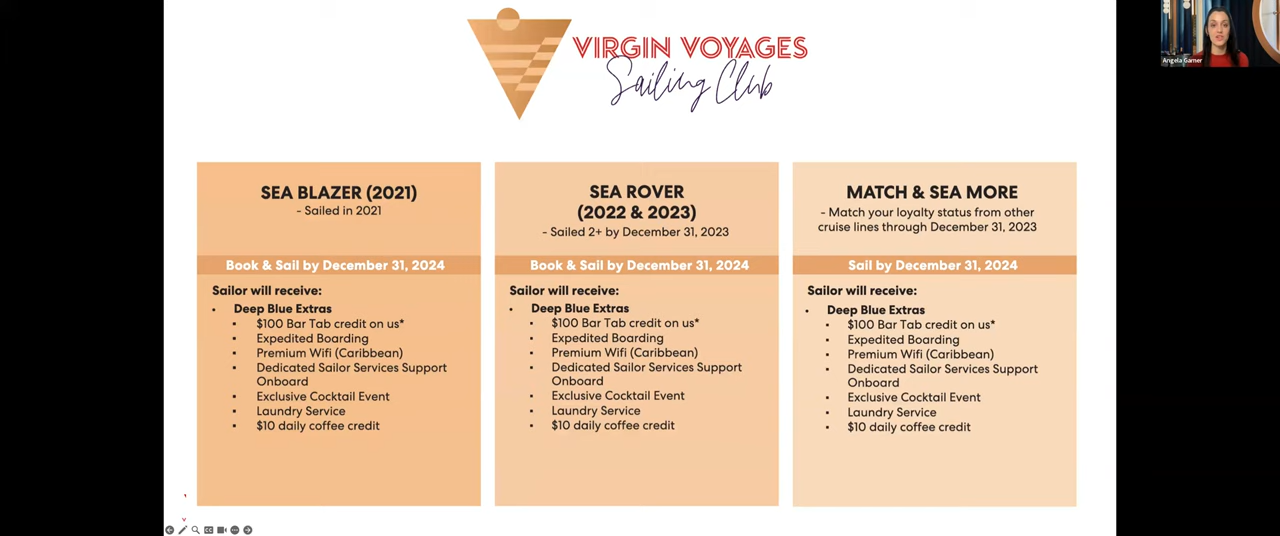 VIRGIN VOYAGES
Sailing Club
Angela Garner
SEA BLAZER (2021)
- Sailed in 2021
Book & Sail by December 31, 2024
Sailor will receive:
• Deep Blue Extras
▪ $100 Bar Tab credit on us*
▪ Expedited Boarding
▪ Premium Wifi (Caribbean)
▪ Dedicated Sailor Services Support
Onboard
▪ Exclusive Cocktail Event
▪ Laundry Service
▪ $10 daily coffee credit
SEA ROVER
(2022 & 2023)
- Sailed 2+ by December 31, 2023
Book & Sail by December 31, 2024
Sailor will receive:
• Deep Blue Extras
▪ $100 Bar Tab credit on us*
▪ Expedited Boarding
▪ Premium Wifi (Caribbean)
▪ Dedicated Sailor Services Support
Onboard
▪ Exclusive Cocktail Event
▪ Laundry Service
▪ $10 daily coffee credit
MATCH & SEA MORE
- Match your loyalty status from other
cruise lines through December 31, 2023
Sail by December 31, 2024
Sailor will receive:
• Deep Blue Extras
▪ $100 Bar Tab credit on us*
▪ Expedited Boarding
▪ Premium Wifi (Caribbean)
▪ Dedicated Sailor Services Support
Onboard
▪ Exclusive Cocktail Event
▪ Laundry Service
▪ $10 daily coffee credit